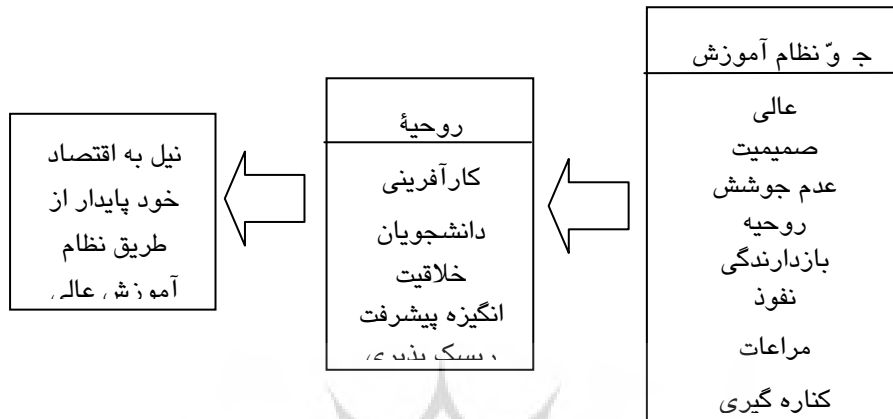 جـ وّ نظام آموزش
عالی
صمیمیت
عدم جوشش
روحیه
بازدارندگی
نفوذ
مراعات
کناره گیری
روحیهٔ
کارآفرینی
دانشجویان
خلاقیت
انگیزه پیشرفت
ریسک پذیری
نیل به اقتصاد
خود پایدار از
طریق نظام
آموزش عالی